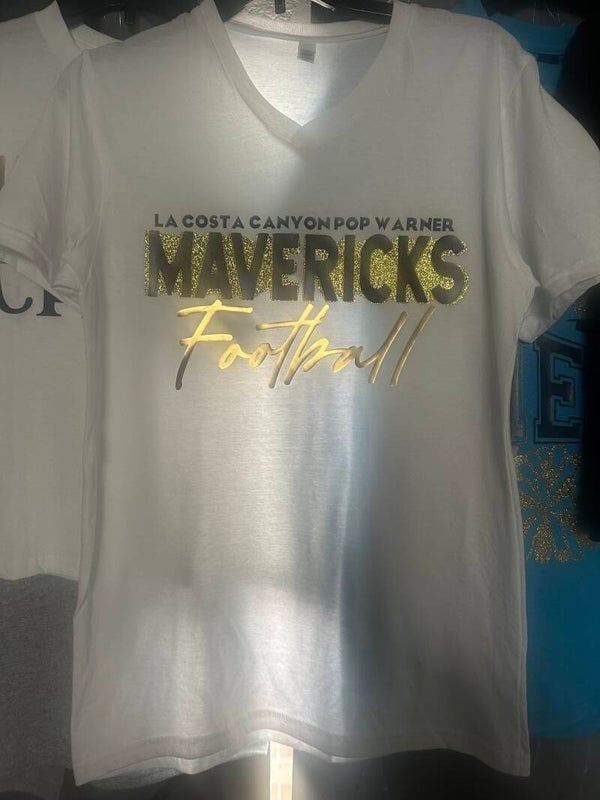 LA COSTA CANYON POP WARNER
MAVERICKS
Football